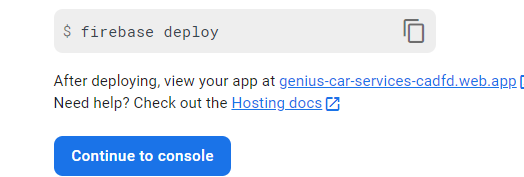 $ firebase deploy
After deploying, view your app at genius-car-services-cadfd.web.app
Need help? Check out the Hosting docs
Continue to console